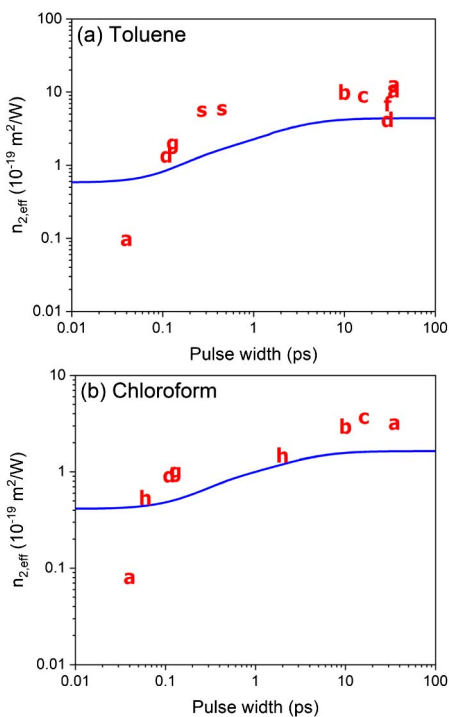 (a) Toluene
100
10
1
0.1
0.01
n2,eff (10-19 m2/W)
a
d
g
s s
b c
a
a
f
d
0.01 0.1 1 10 100
Pulse width (ps)
(b) Chloroform
10
1
0.1
0.01
n2,eff (10-19 m2/W)
a
h
d
g
h
b
c
a
0.01 0.1 1 10 100
Pulse width (ps)